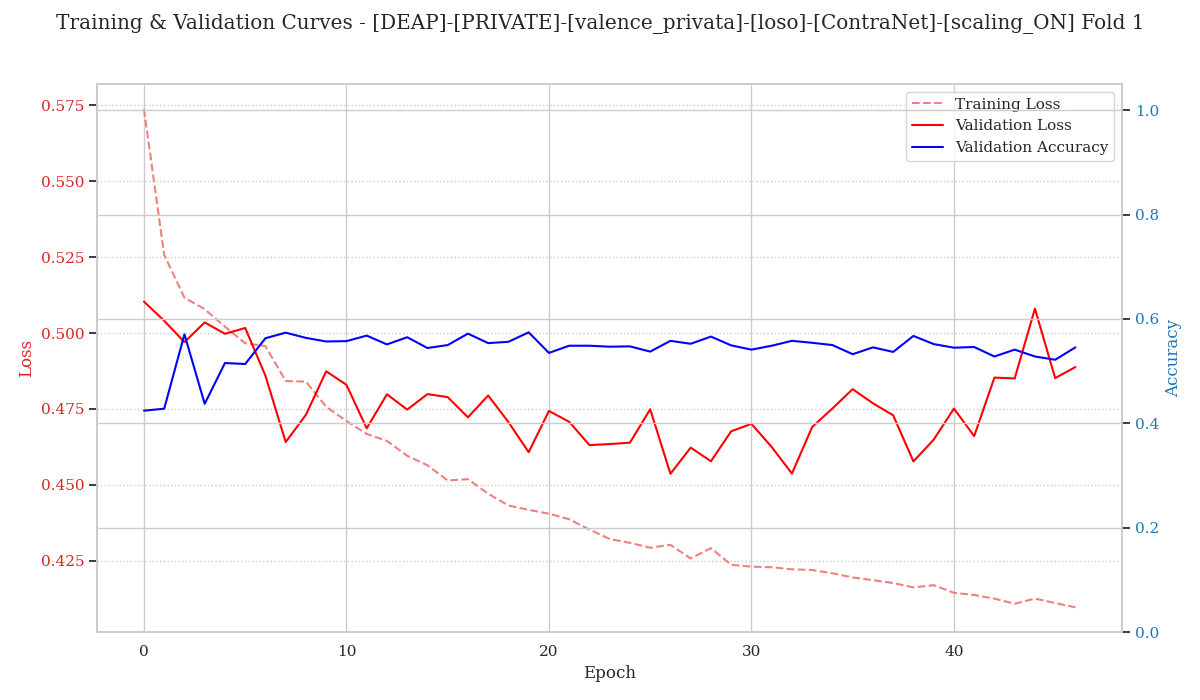 Training & Validation Curves - [DEAP]-[PRIVATE]-[valence_privata]-[loso]-[ContraNet]-[scaling_ON] Fold 1
Training Loss
Validation Loss
Validation Accuracy
0.575
0.550
0.525
0.500
0.475
0.450
0.425
Loss
1.0
0.8
0.6
0.4
0.2
0.0
Accuracy
0 10 20 30 40
Epoch